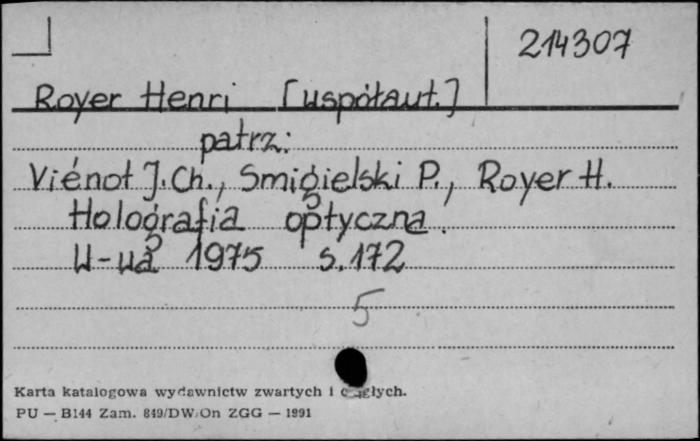 214307
Royer Henri [uspółaut.]
patrz:
Viénot J.Ch., Smigielski P., Royer H.
Holografia optyczna.
W-wa 1975 s.172
5
Karta katalogowa wydawnictw zwartych i ciągłych.
PU — B144 Zam. 849/DW/On ZGG — 1991